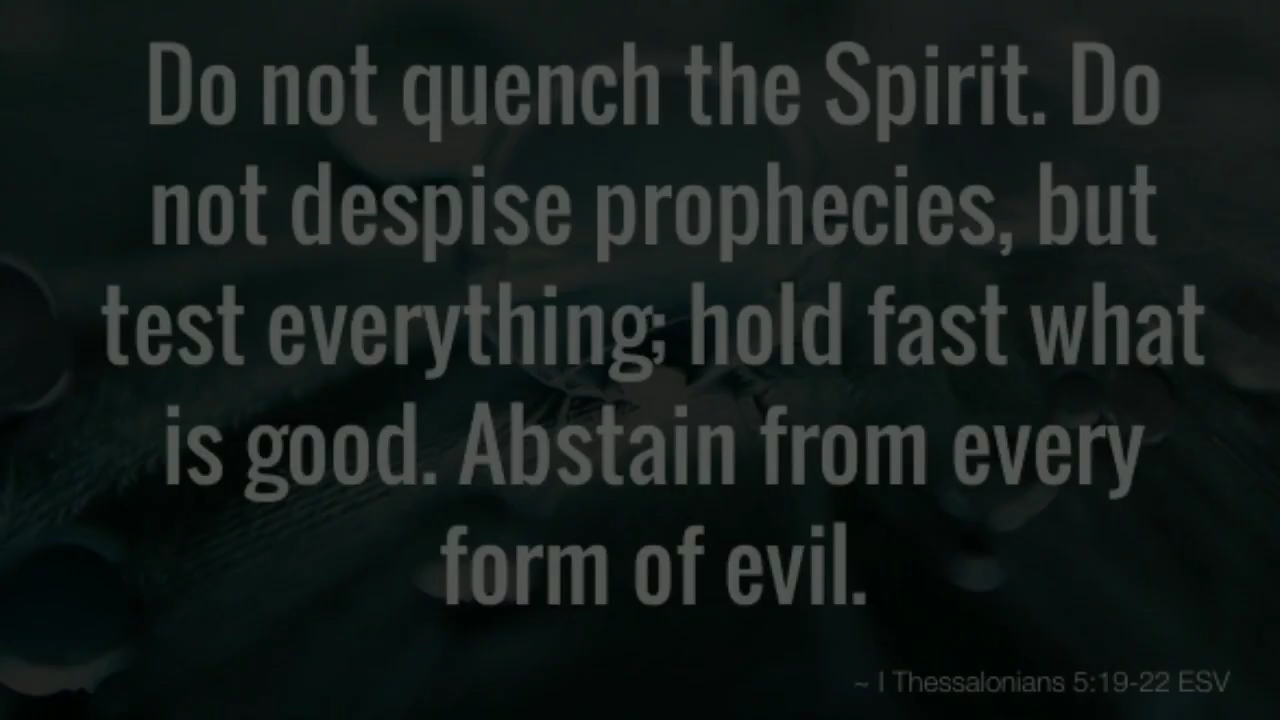 Do not quench the Spirit. Do
not despise prophecies, but
test everything; hold fast what
is good. Abstain from every
form of evil.
~ I Thessalonians 5:19-22 ESV